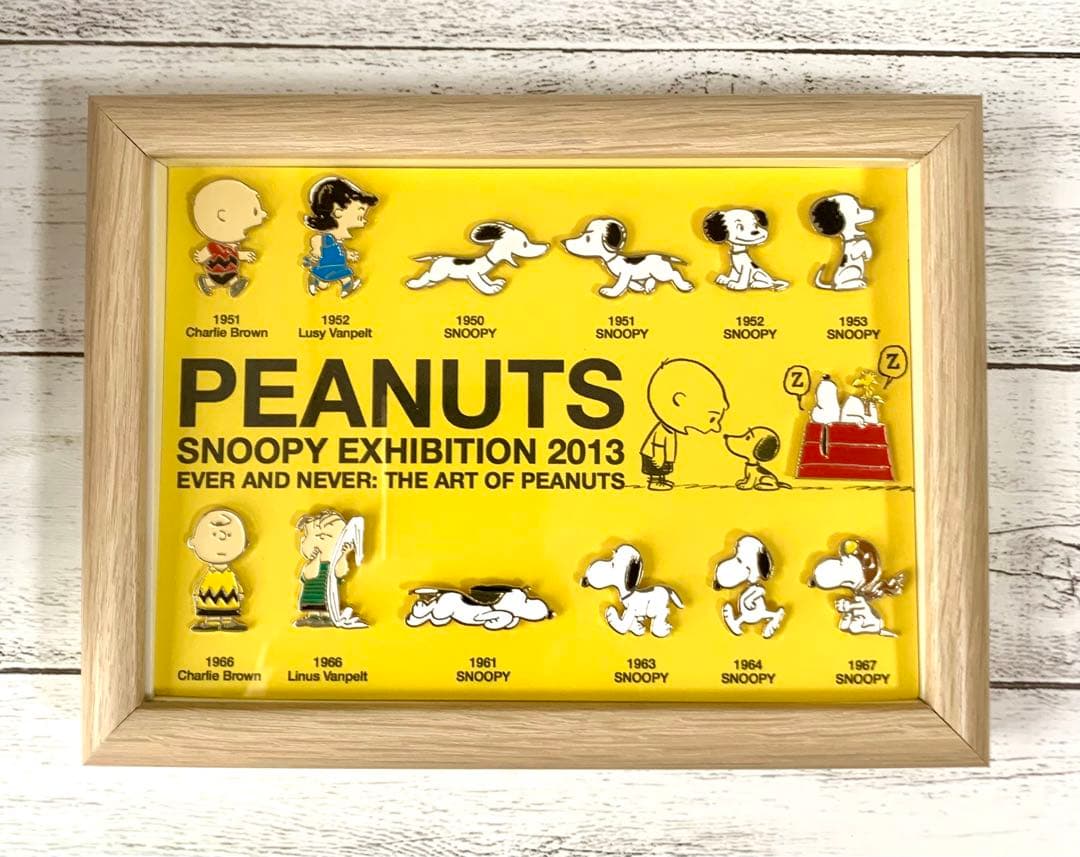 1951
Charlie Brown
1952
Lusy Vanpelt
1950
SNOOPY
1951
SNOOPY
1952
SNOOPY
1953
SNOOPY
PEANUTS
SNOOPY EXHIBITION 2013
EVER AND NEVER: THE ART OF PEANUTS
Z
Z
1966
Charlie Brown
1966
Linus Vanpelt
1961
SNOOPY
1963
SNOOPY
1964
SNOOPY
1967
SNOOPY